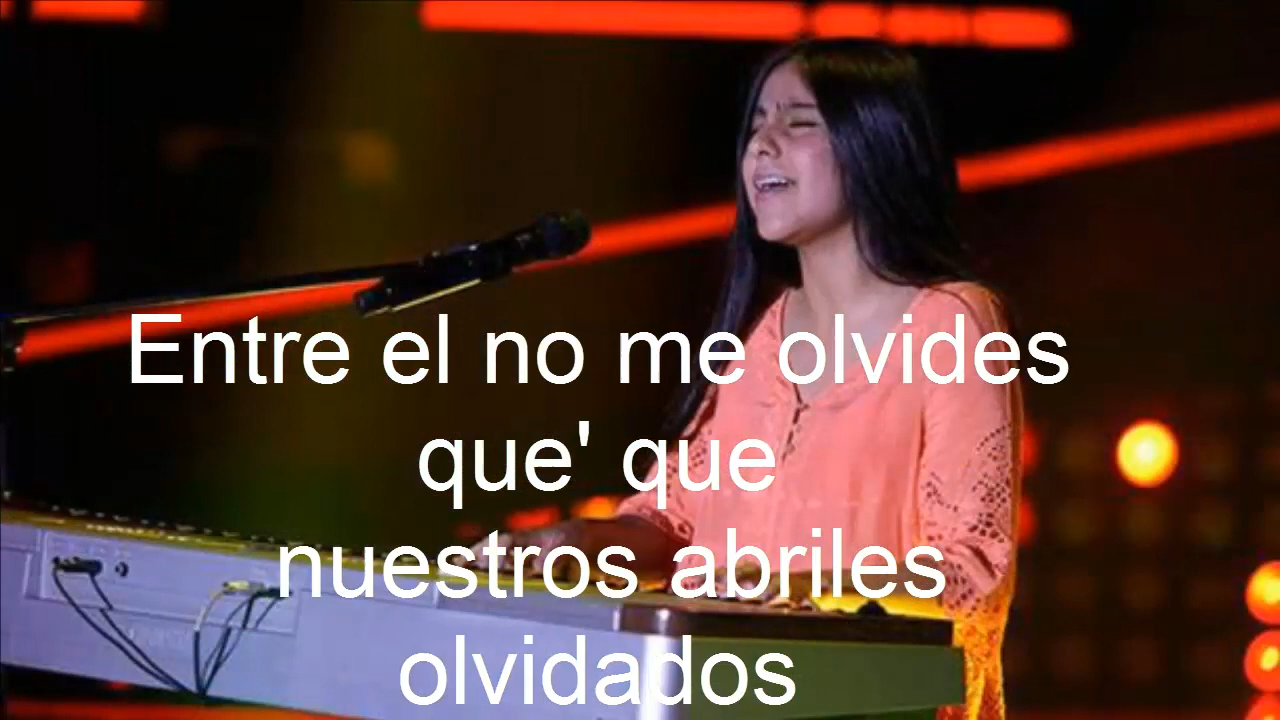 Entre el no me olvides
que' que
nuestros abriles
olvidados